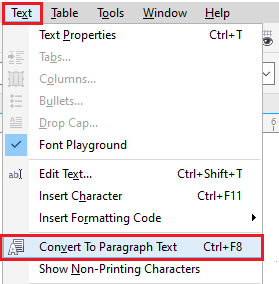 Text Table Tools Window Help
Text Properties Ctrl+T
Tabs...
Columns...
Bullets...
Drop Cap...
Font Playground
6
Edit Text... Ctrl+Shift+T
Insert Character Ctrl+F11
Insert Formatting Code
Convert To Paragraph Text Ctrl+F8
Show Non-Printing Characters